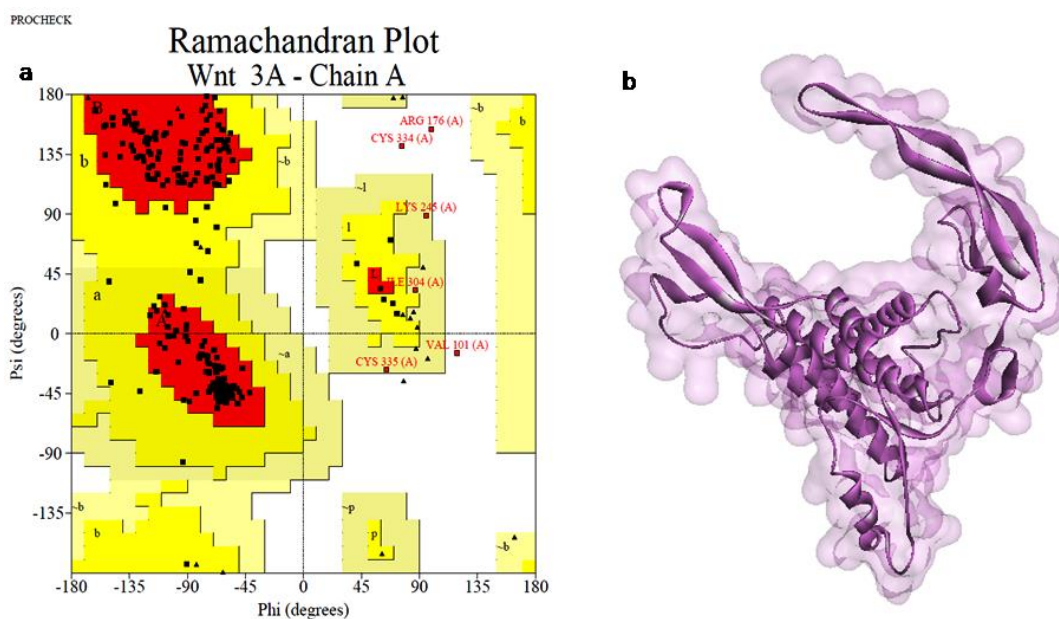 PROCHECK
Ramachandran Plot
Wnt 3A - Chain A
a
b
180
135
90
45
0
-45
-90
-135
Psi (degrees)
B
b
~b
~b
b
ARG 176 (A)
CYS 334 (A)
~l
LYS 245 (A)
l
L
ILE 304 (A)
a
A
~a
VAL 101 (A)
CYS 335 (A)
~b
b
~p
p
~b
-180
-135
-90
-45
0
45
90
135
180
Phi (degrees)